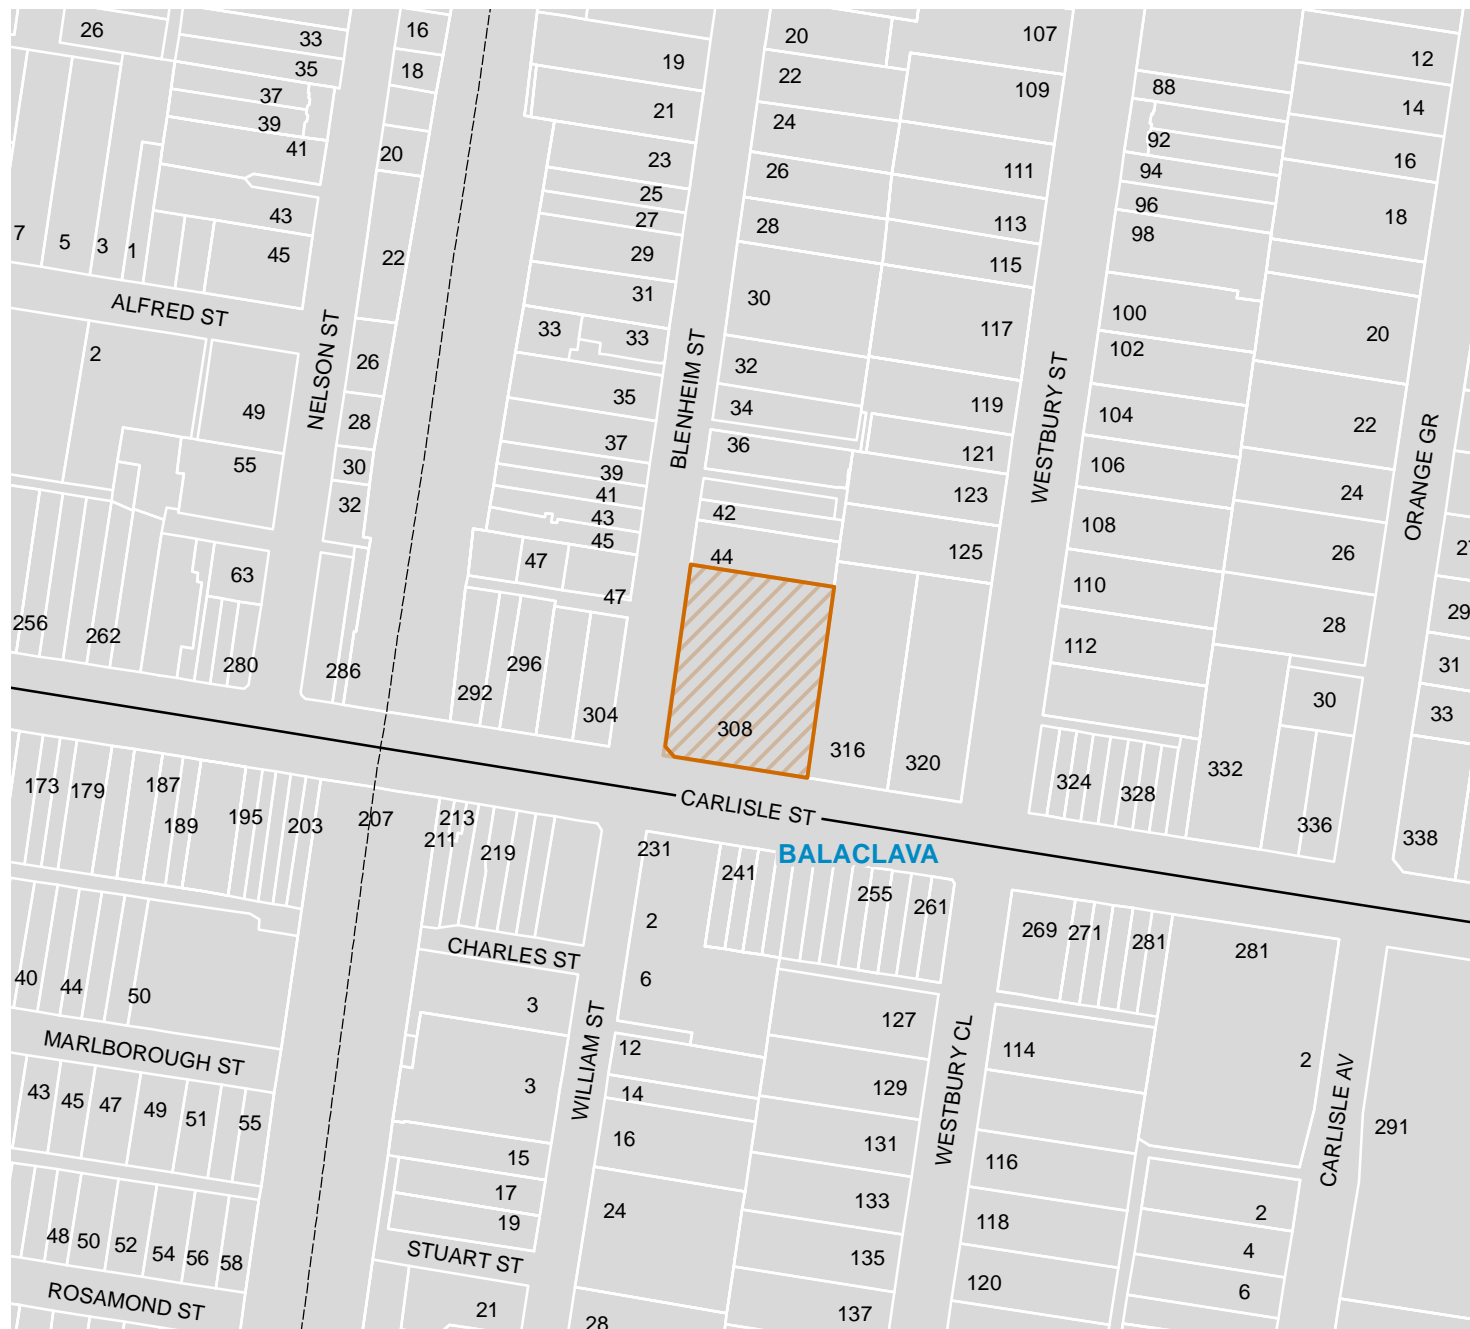 26 33 16 19 20 107 12
35 18 22 109 88 14
37 21
39 24 92
41 20 23 26 111 94 16
25
43 27 28 113 96 18
7 5 3 1 45 22 29 115 98
31 30 100
ALFRED ST
33 33 117 20
2 26 32 102
NELSON ST
BLENHEIM ST
WESTBURY ST
ORANGE GR
49 28 35 34 119 104 22
55 30 37 36 121 106
39
32 41 42 123 24
43 108
45 44 125 26
63 47 110
47
256 262 280 286 292 296 304 112 28 29
31
30 33
308 316 320 324 328 332 336 338
173 179 187 189 195 203 207 211 213 219
CARLISLE ST
BALACLAVA
231 241 255 261 269 271 281 281
2
6
CHARLES ST
40 44 50 3 127
MARLBOROUGH ST
WILLIAM ST
WESTBURY CL
CARLISLE AV
12 114 2
43 45 47 49 51 55 3 14 129 291
16 131
15 116
17 24 133 2
19 118
48 50 52 54 56 58 135 4
STUART ST
ROSAMOND ST
21 28 137 120 6